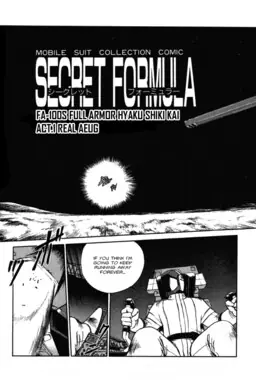 MOBILE SUIT COLLECTION COMIC
SECRET FORMULA
シークレット フォーミュラー
FA-100S FULL ARMOR HYAKU SHIKI KAI
ACT.1 REAL AEUG
IF YOU THINK I'M
GOING TO KEEP
RUNNING AWAY
FOREVER...